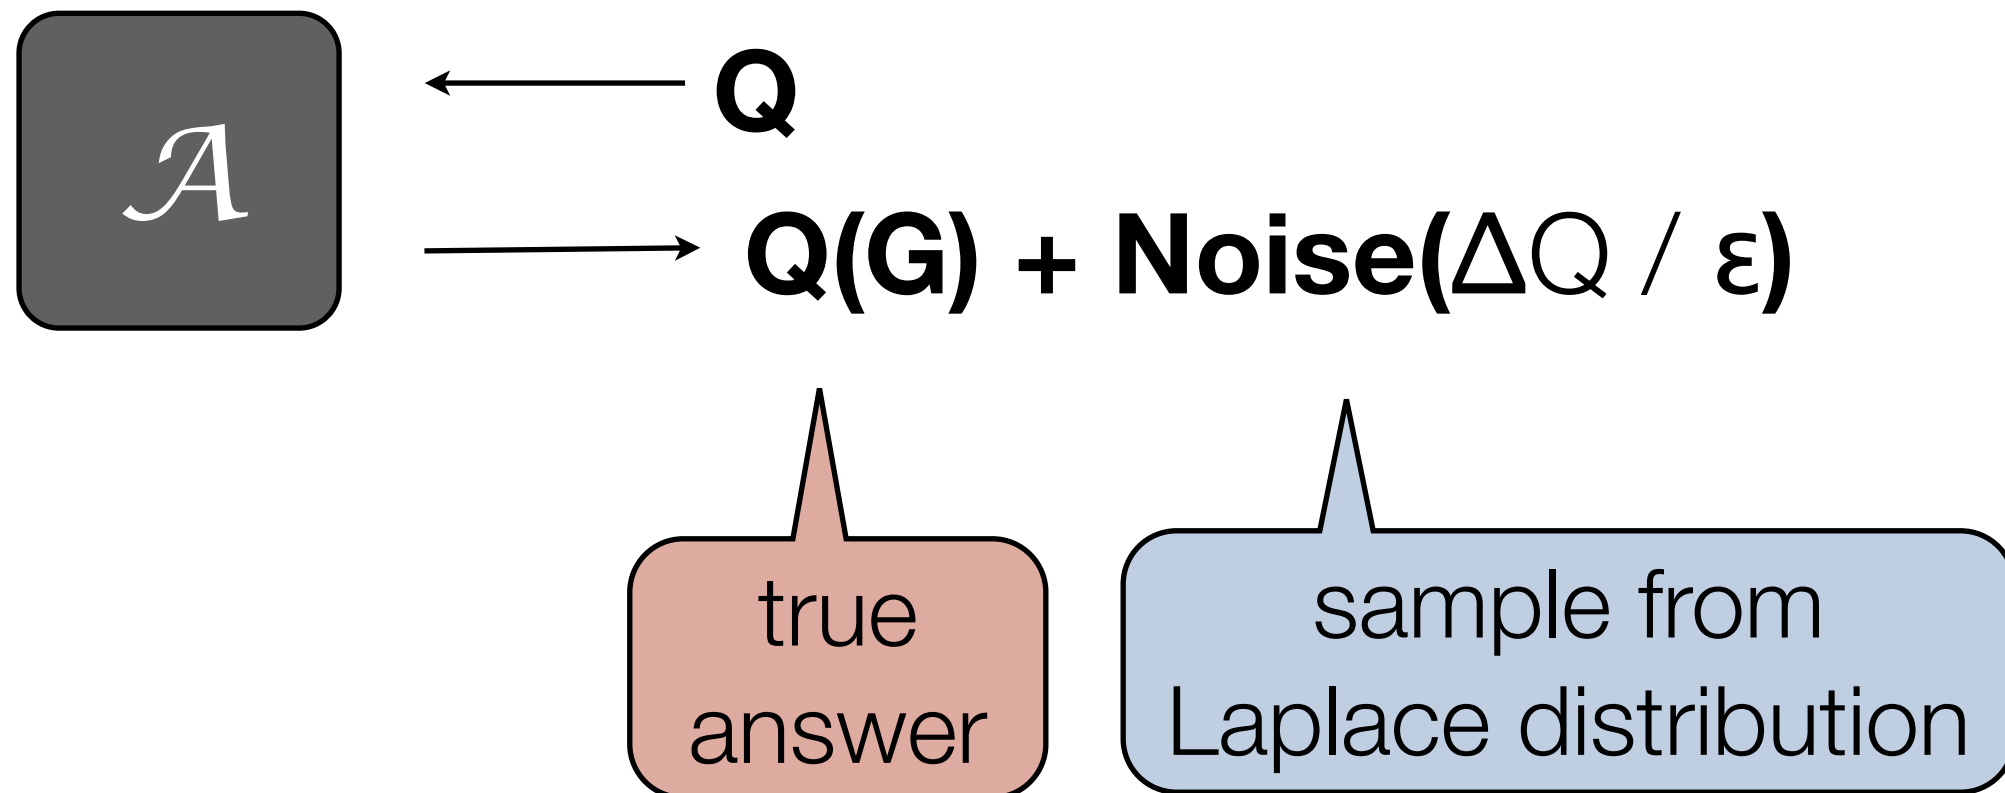 𝒜
Q
Q(G) + Noise(ΔQ / ε)
true
answer
sample from
Laplace distribution